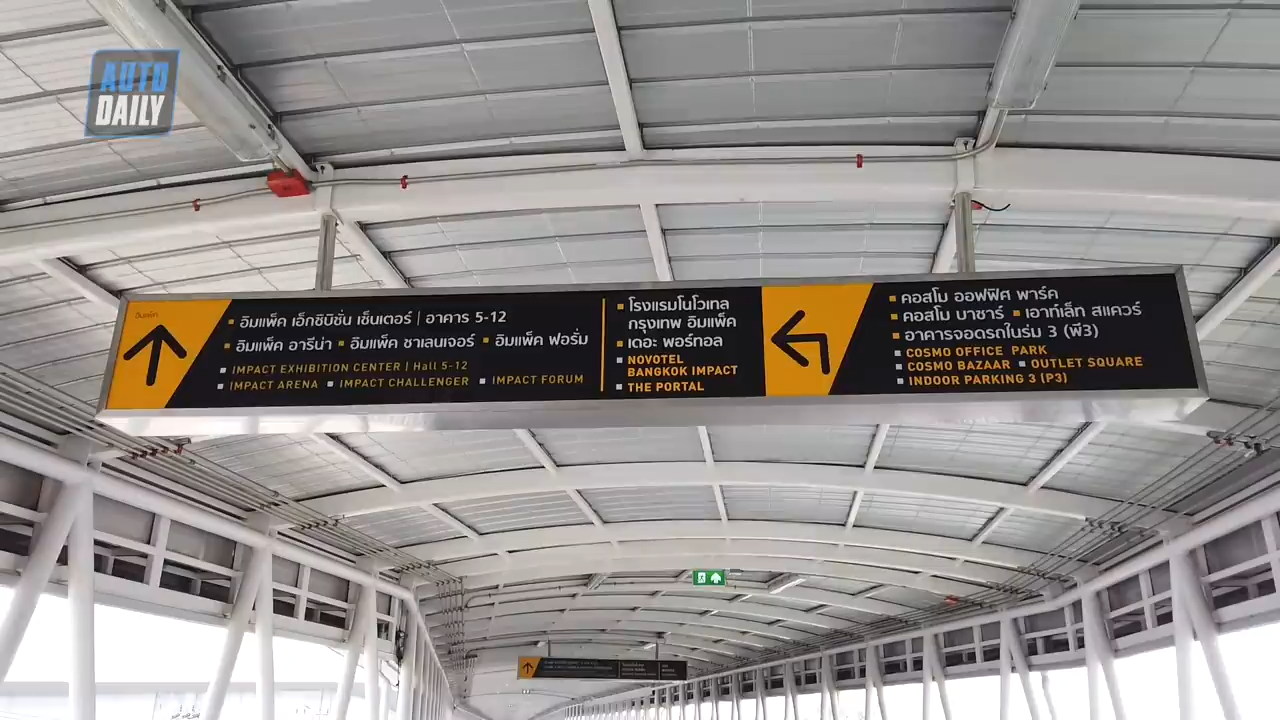 AUTO
DAILY
▪ อิมแพ็ค เอ็กซิบิชั่น เซ็นเตอร์ | อาคาร 5-12
▪ อิมแพ็ค อารีน่า ▪ อิมแพ็ค ชาเลนเจอร์ ▪ อิมแพ็ค ฟอรั่ม
▪ IMPACT EXHIBITION CENTER | Hall 5-12
▪ IMPACT ARENA ▪ IMPACT CHALLENGER ▪ IMPACT FORUM
▪ โรงแรมโนโวเทล
กรุงเทพ อิมแพ็ค
▪ เดอะ พอร์ทอล
▪ NOVOTEL
BANGKOK IMPACT
▪ THE PORTAL
▪ คอสโม ออฟฟิศ พาร์ค
▪ คอสโม บาซาร์ ▪ เอาท์เล็ท สแควร์
▪ อาคารจอดรถในร่ม 3 (พี3)
▪ COSMO OFFICE PARK
▪ COSMO BAZAAR ▪ OUTLET SQUARE
▪ INDOOR PARKING 3 (P3)